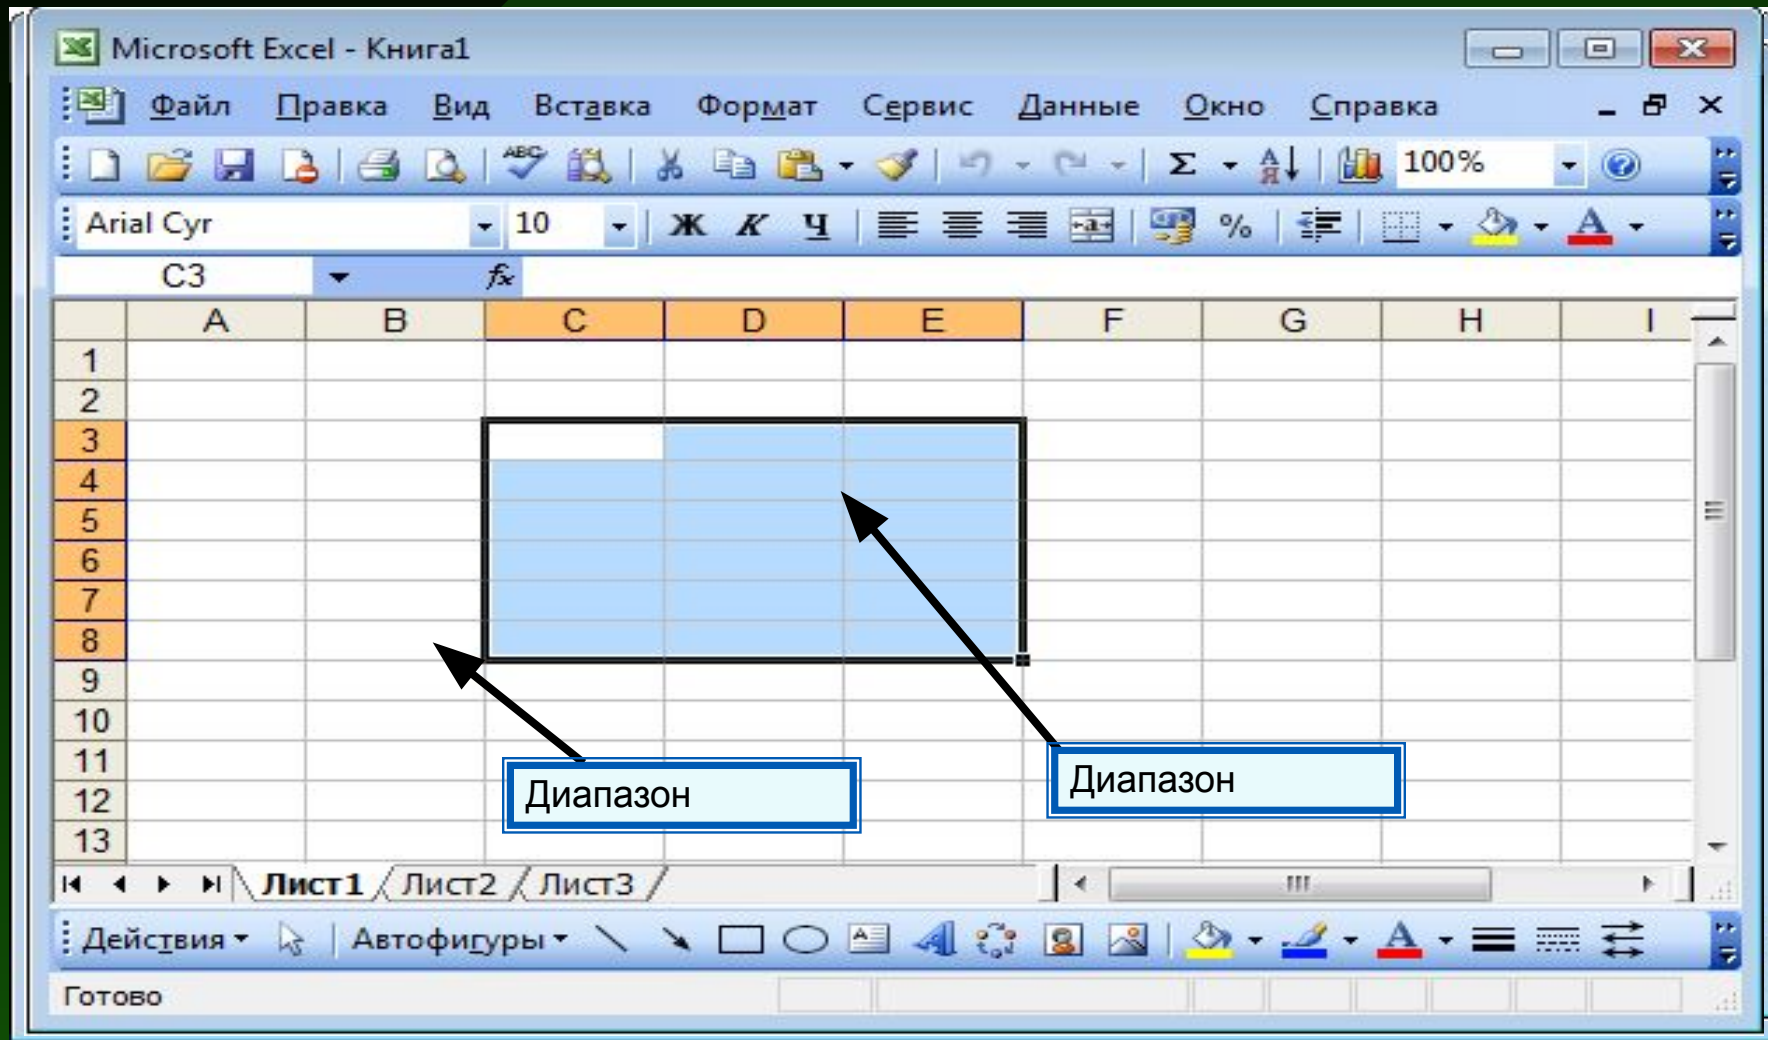 Microsoft Excel - Книга1
Файл Правка Вид Вставка Формат Сервис Данные Окно Справка
ABC Σ А Я 100% ?
Arial Cyr 10 Ж К Ч a % A
C3 fx
A B C D E F G H I
1
2
3
4
5
6
7
8
9
10
11
12
13
Диапазон
Диапазон
Лист1 Лист2 Лист3
Действия Автофигуры A A A
Готово